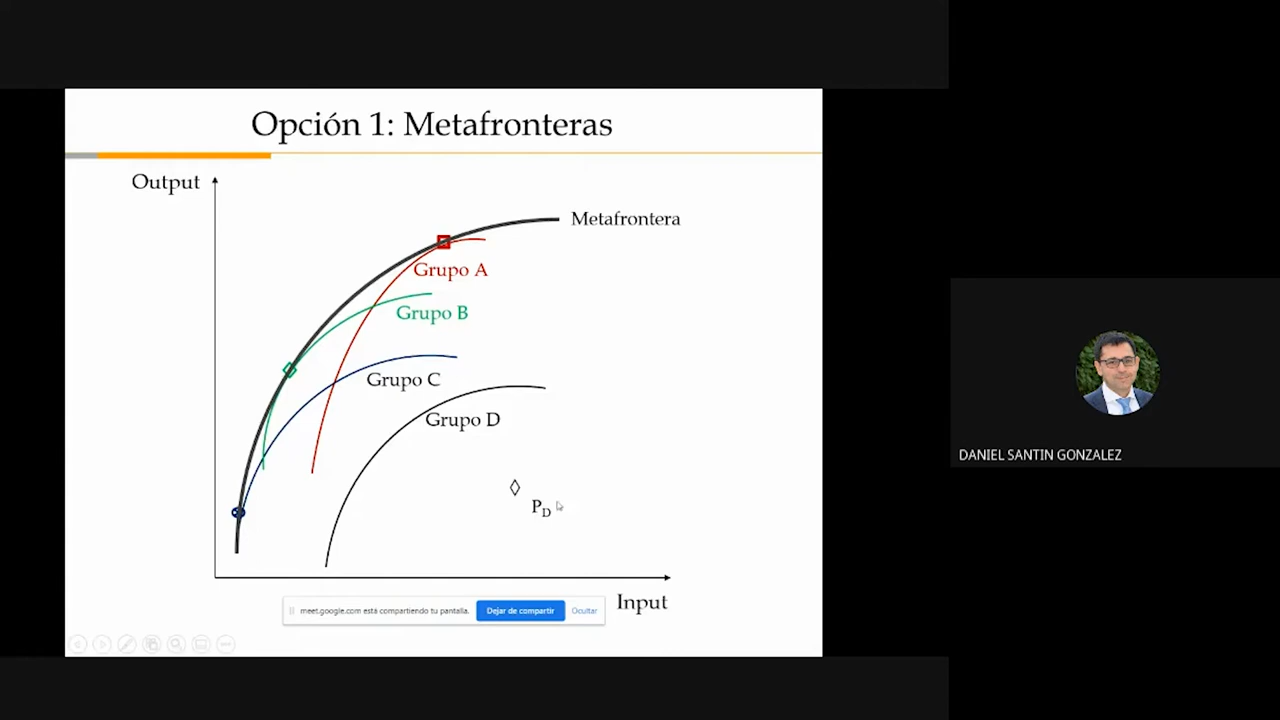 Opción 1: Metafronteras
Output
Metafrontera
Grupo A
Grupo B
Grupo C
Grupo D
P_D
Input
meet.google.com está compartiendo tu pantalla.
Dejar de compartir
Ocultar
DANIEL SANTIN GONZALEZ